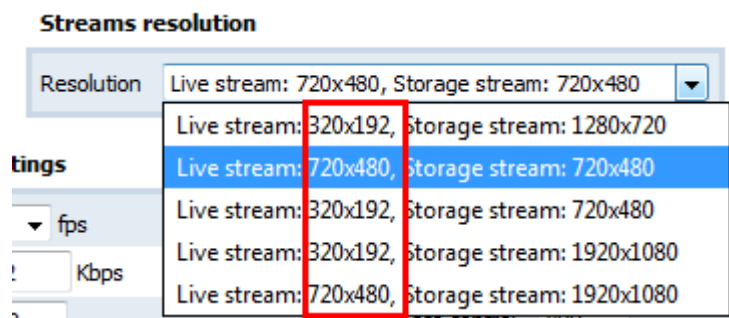 Streams resolution
Resolution Live stream: 720x480, Storage stream: 720x480
Live stream: 320x192, Storage stream: 1280x720
tings Live stream: 720x480, Storage stream: 720x480
fps Live stream: 320x192, Storage stream: 720x480
Kbps Live stream: 320x192, Storage stream: 1920x1080
Live stream: 720x480, Storage stream: 1920x1080